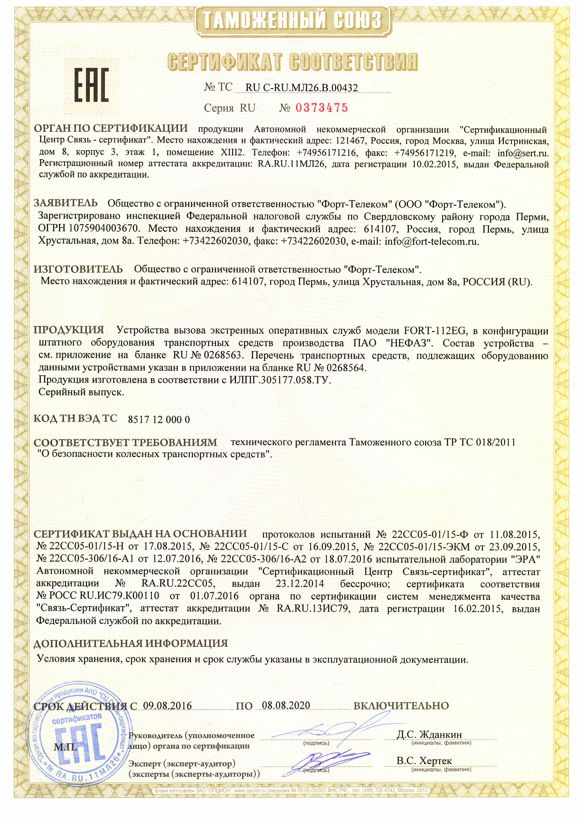 ТАМОЖЕННЫЙ СОЮЗ
СЕРТИФИКАТ СООТВЕТСТВИЯ
ЕАС
№ ТС RU С-RU.МЛ26.В.00432
Серия RU № 0373475
ОРГАН ПО СЕРТИФИКАЦИИ продукции Автономной некоммерческой организации "Сертификационный
Центр Связь - сертификат". Место нахождения и фактический адрес: 121467, Россия, город Москва, улица Истринская,
дом 8, корпус 3, этаж 1, помещение XIII2. Телефон: +74956171216, факс: +74956171219, e-mail: info@sert.ru.
Регистрационный номер аттестата аккредитации: RA.RU.11МЛ26, дата регистрации 10.02.2015, выдан Федеральной
службой по аккредитации.
ЗАЯВИТЕЛЬ Общество с ограниченной ответственностью "Форт-Телеком" (ООО "Форт-Телеком").
Зарегистрировано инспекцией Федеральной налоговой службы по Свердловскому району города Перми,
ОГРН 1075904003670. Место нахождения и фактический адрес: 614107, Россия, город Пермь, улица
Хрустальная, дом 8а. Телефон: +73422602030, факс: +73422602030, e-mail: info@fort-telecom.ru.
ИЗГОТОВИТЕЛЬ Общество с ограниченной ответственностью "Форт-Телеком".
Место нахождения и фактический адрес: 614107, город Пермь, улица Хрустальная, дом 8а, РОССИЯ (RU).
ПРОДУКЦИЯ Устройства вызова экстренных оперативных служб модели FORT-112EG, в конфигурации
штатного оборудования транспортных средств производства ПАО "НЕФАЗ". Состав устройства –
см. приложение на бланке RU № 0268563. Перечень транспортных средств, подлежащих оборудованию
данными устройствами указан в приложении на бланке RU № 0268564.
Продукция изготовлена в соответствии с ИЛПГ.305177.058.ТУ.
Серийный выпуск.
КОД ТН ВЭД ТС 8517 12 000 0
СООТВЕТСТВУЕТ ТРЕБОВАНИЯМ технического регламента Таможенного союза ТР ТС 018/2011
"О безопасности колесных транспортных средств".
СЕРТИФИКАТ ВЫДАН НА ОСНОВАНИИ протоколов испытаний № 22СС05-01/15-Ф от 11.08.2015,
№ 22СС05-01/15-Н от 17.08.2015, № 22СС05-01/15-С от 16.09.2015, № 22СС05-01/15-ЭКМ от 23.09.2015,
№ 22СС05-306/16-А1 от 12.07.2016, № 22СС05-306/16-А2 от 18.07.2016 испытательной лаборатории "ЭРА"
Автономной некоммерческой организации "Сертификационный Центр Связь-сертификат", аттестат
аккредитации № RA.RU.22СС05, выдан 23.12.2014 бессрочно; сертификата соответствия
№ РОСС RU.ИС79.К00110 от 01.07.2016 органа по сертификации систем менеджмента качества
"Связь-Сертификат", аттестат аккредитации № RA.RU.13ИС79, дата регистрации 16.02.2015, выдан
Федеральной службой по аккредитации.
ДОПОЛНИТЕЛЬНАЯ ИНФОРМАЦИЯ
Условия хранения, срок хранения и срок службы указаны в эксплуатационной документации.
СРОК ДЕЙСТВИЯ С 09.08.2016 ПО 08.08.2020 ВКЛЮЧИТЕЛЬНО
М.П.
Руководитель (уполномоченное
лицо) органа по сертификации
(подпись)
Д.С. Жданкин
(инициалы, фамилия)
Эксперт (эксперт-аудитор)
(эксперты (эксперты-аудиторы))
(подпись)
В.С. Хертек
(инициалы, фамилия)
сертификатов
ЕАС
№ RA.RU.11МЛ26